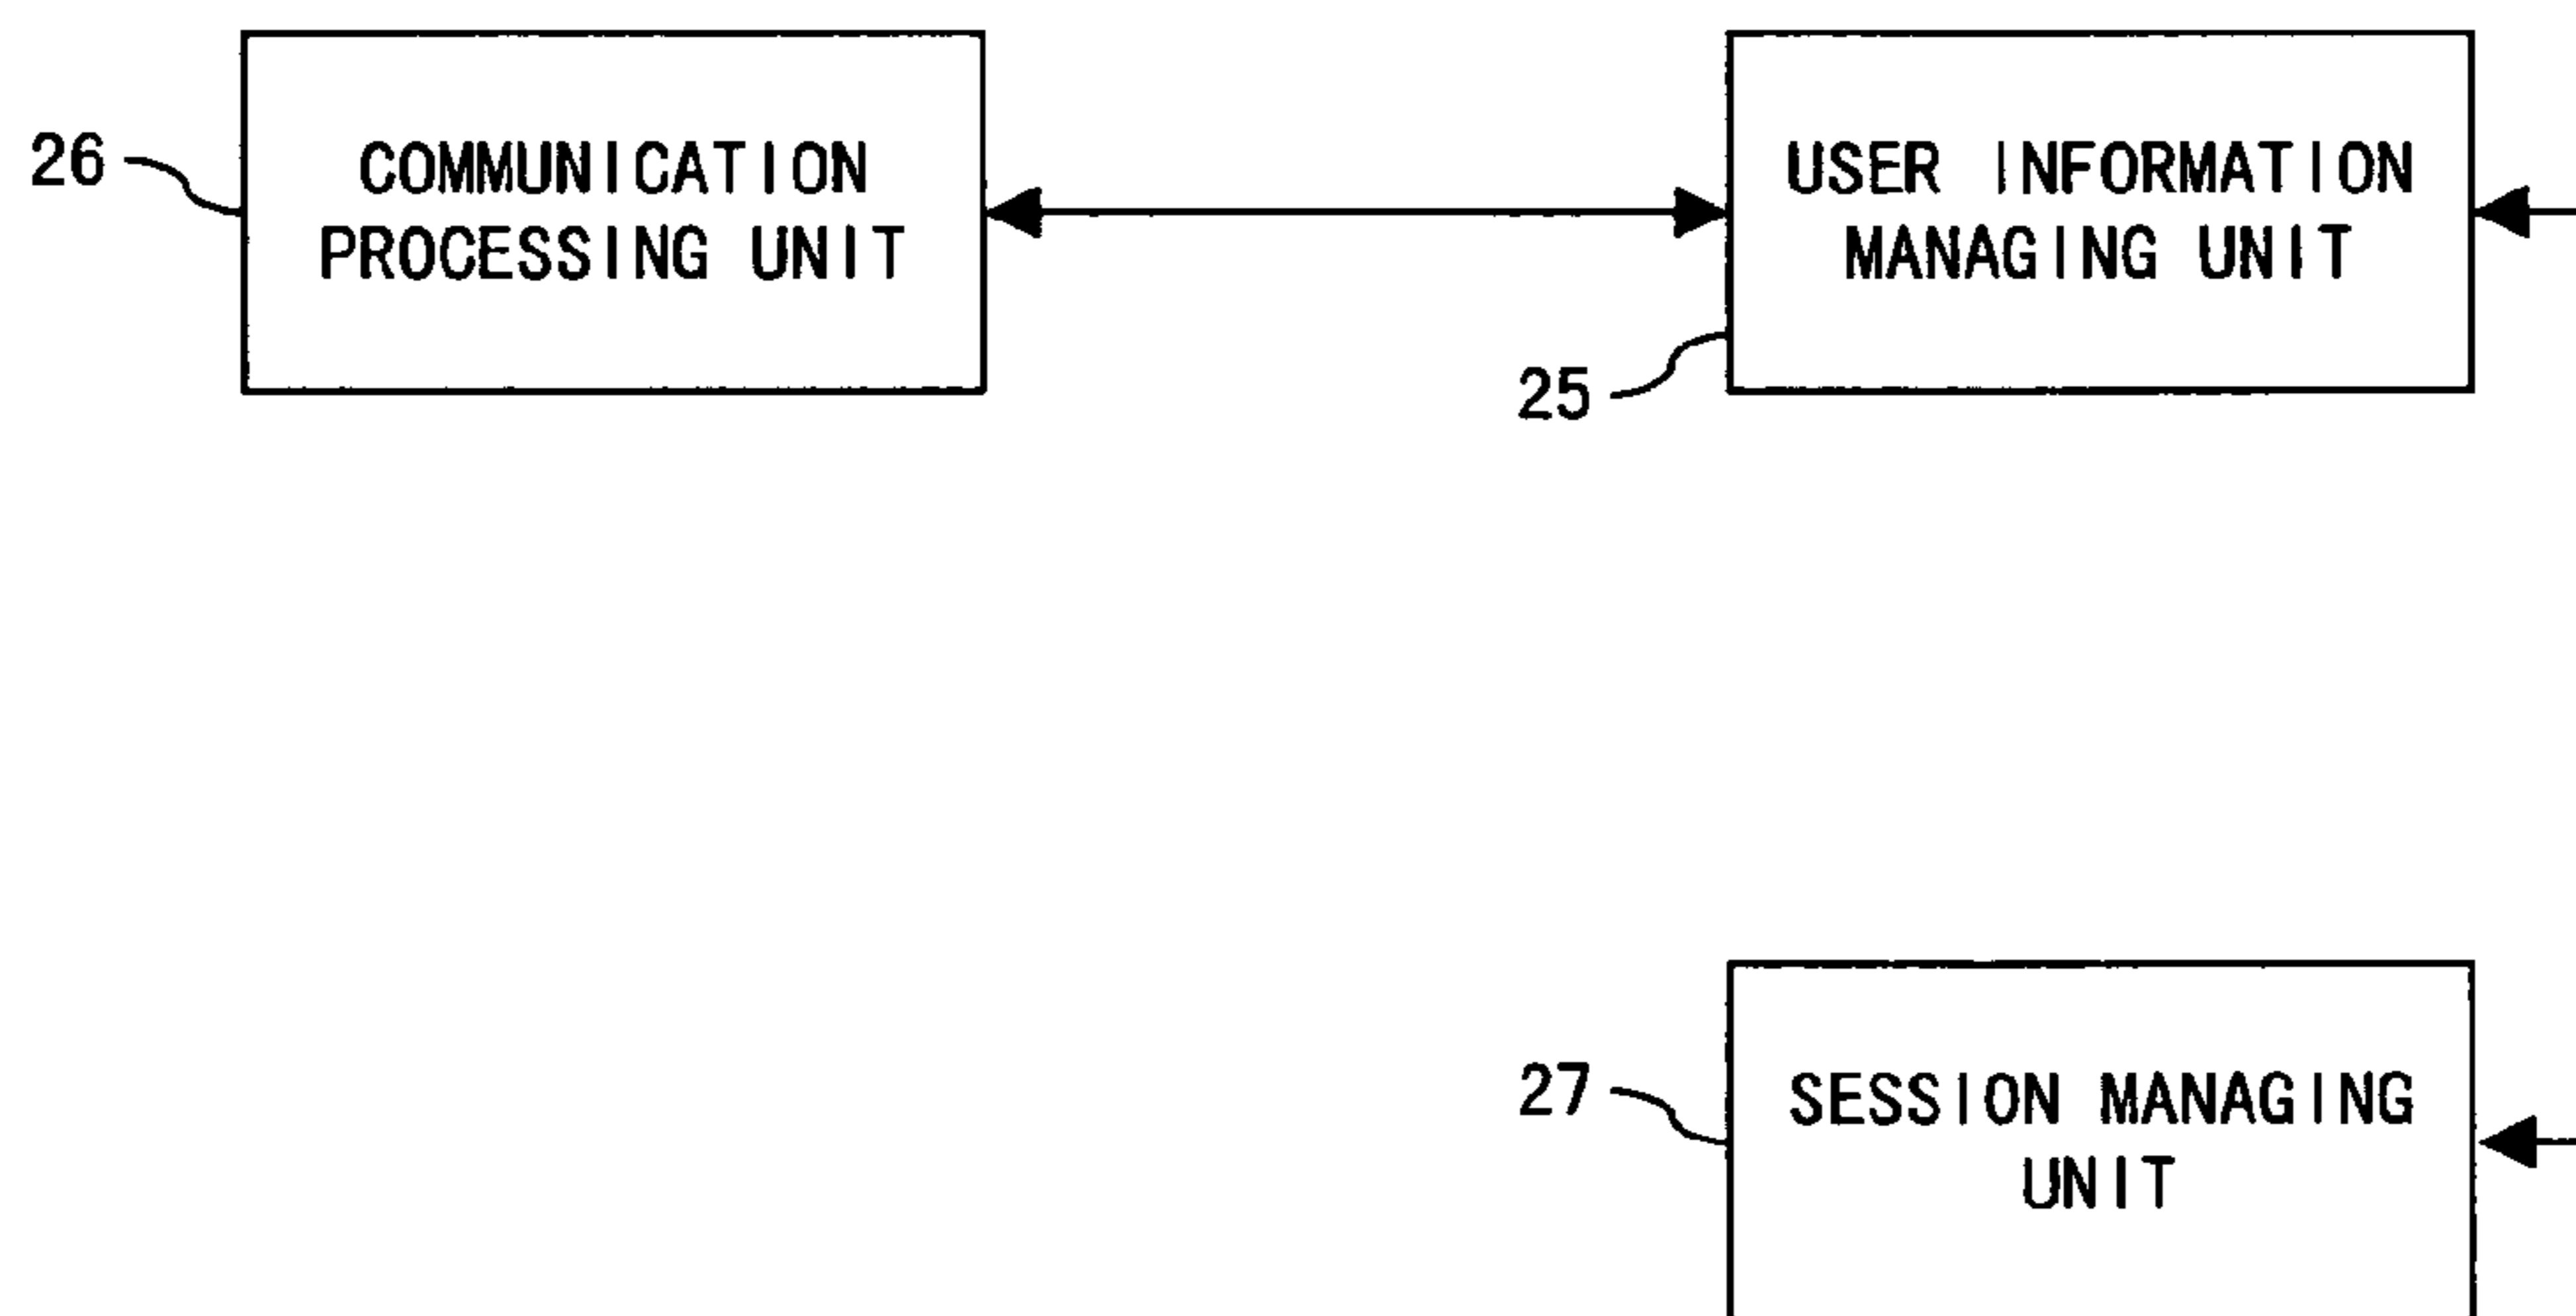 26
COMMUNICATION
PROCESSING UNIT
USER INFORMATION
MANAGING UNIT
25
27
SESSION MANAGING
UNIT